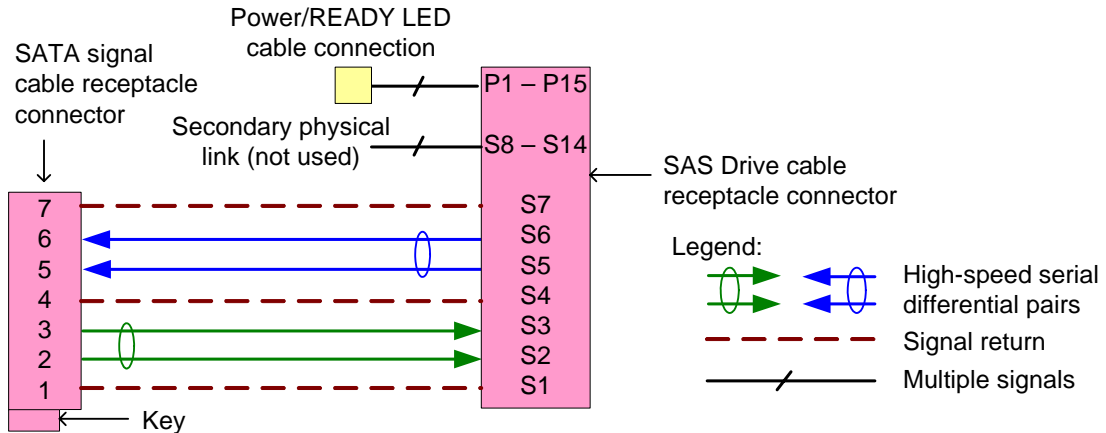 Power/READY LED
cable connection
SATA signal
cable receptacle
connector
P1 – P15
Secondary physical
link (not used)
S8 – S14
SAS Drive cable
receptacle connector
7
S7
6
S6
5
S5
4
S4
3
S3
2
S2
1
S1
Key
Legend:
High-speed serial
differential pairs
Signal return
Multiple signals